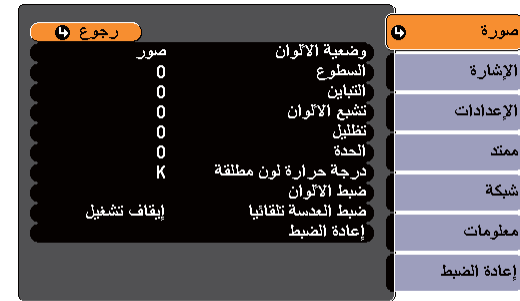 صورة
الإشارة
الإعدادات
ممتد
شبكة
معلومات
إعادة الضبط
رجوع
وضعية الألوان صور
السطوع 0
التباين 0
تشبع الألوان 0
تظليل 0
الحدة 0
درجة حرارة لون مطلقة K
ضبط الألوان
ضبط العدسة تلقائيا إيقاف تشغيل
إعادة الضبط